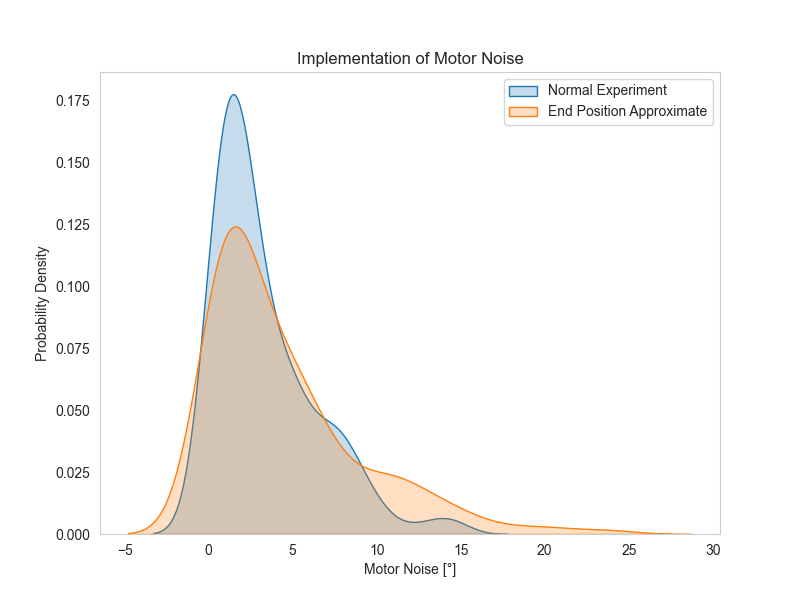 Implementation of Motor Noise
Normal Experiment
End Position Approximate
Probability Density
0.175
0.150
0.125
0.100
0.075
0.050
0.025
0.000
−5 0 5 10 15 20 25 30
Motor Noise [°]